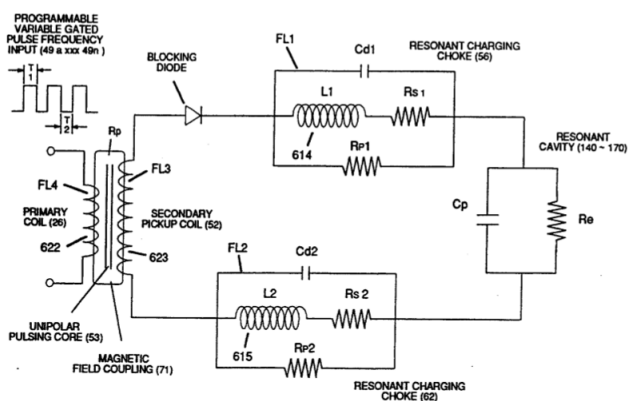 PROGRAMMABLE
VARIABLE GATED
PULSE FREQUENCY
INPUT (49 a xxx 49n )
T
1
T
2
BLOCKING
DIODE
FL1
Cd1
RESONANT CHARGING
CHOKE (56)
L1
Rs 1
614
RP1
Rp
FL3
FL4
PRIMARY
COIL (26)
622
SECONDARY
PICKUP COIL (52)
623
RESONANT
CAVITY (140 ~ 170)
Cp
Re
FL2
Cd2
L2
Rs 2
615
RP2
UNIPOLAR
PULSING CORE (53)
MAGNETIC
FIELD COUPLING (71)
RESONANT CHARGING
CHOKE (62)